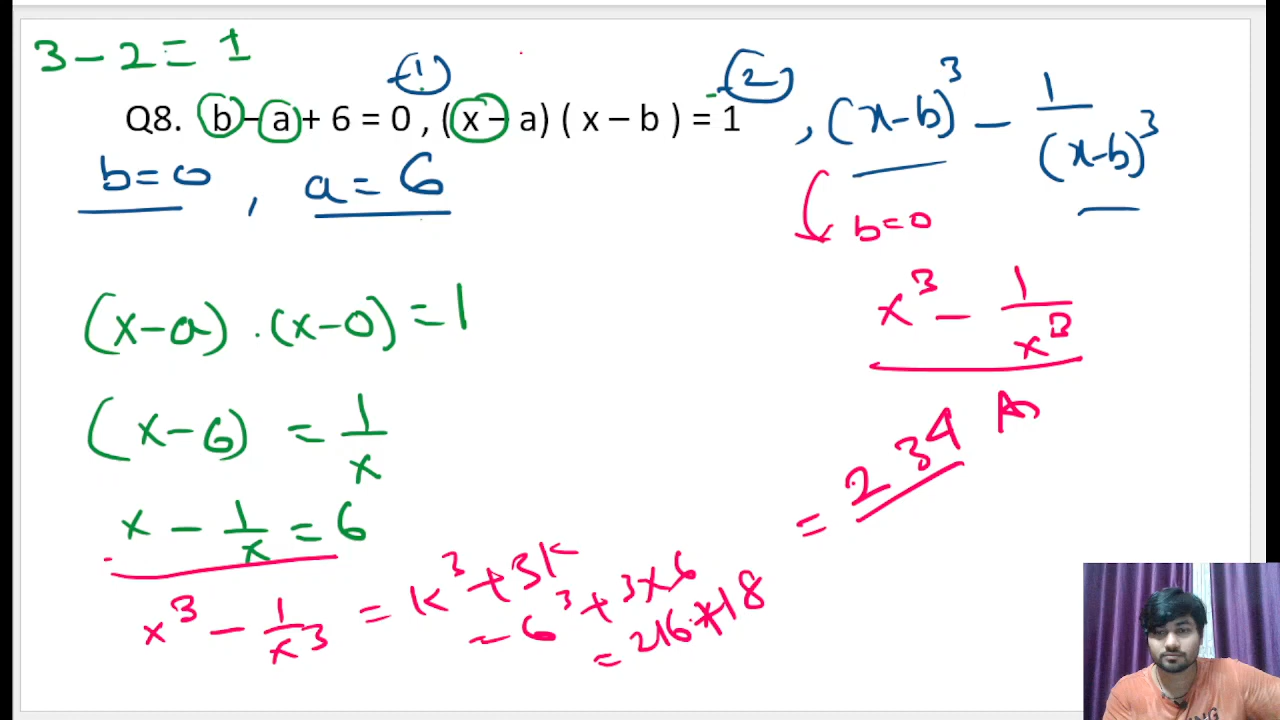 3 - 2 = 1
① ②
Q8. b - a + 6 = 0 , ( x – a) ( x – b ) = 1 , (x-b)³ - 1/(x-b)³
b = 0 , a = 6
b = 0
(x-a) . (x-0) = 1
x³ - 1/x³
(x-6) = 1/x
= 234 Ans
x - 1/x = 6
x³ - 1/x³ = k³ + 3k
= 6³ + 3×6
= 216 + 18